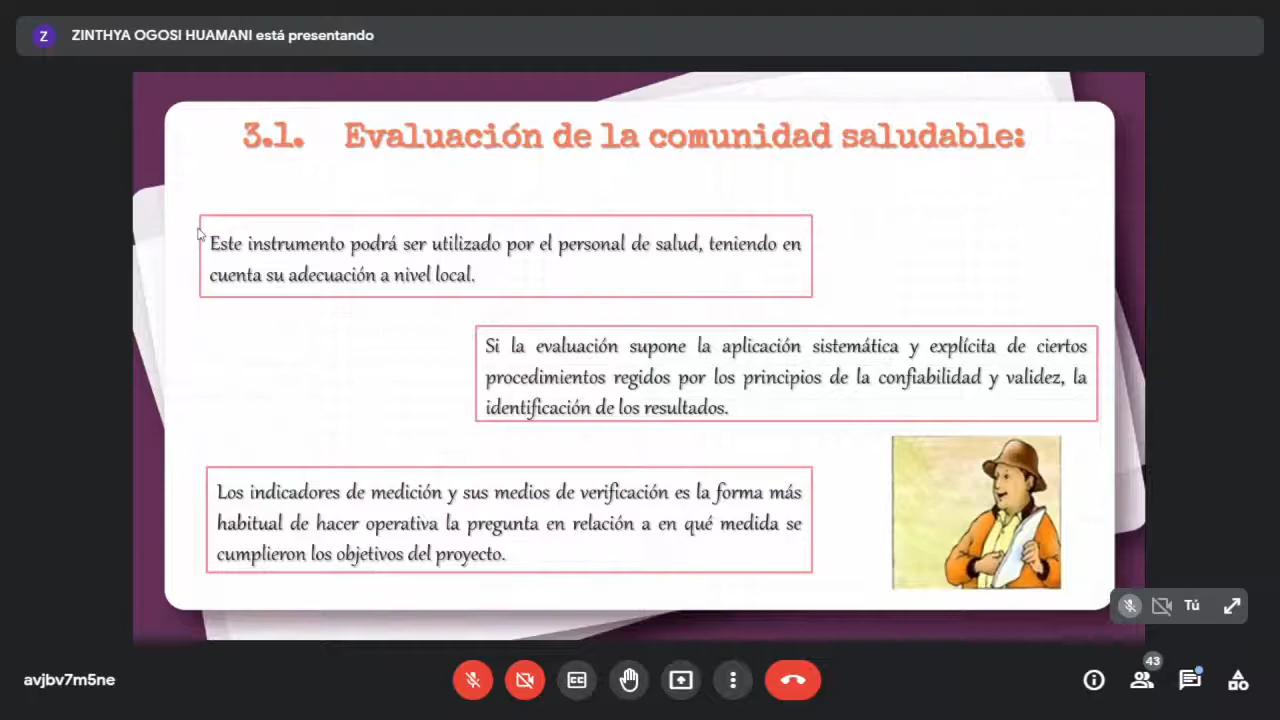 Z ZINTHYA OGOSI HUAMANI está presentando
3.1. Evaluación de la comunidad saludable:
Este instrumento podrá ser utilizado por el personal de salud, teniendo en
cuenta su adecuación a nivel local.
Si la evaluación supone la aplicación sistemática y explícita de ciertos
procedimientos regidos por los principios de la confiabilidad y validez, la
identificación de los resultados.
Los indicadores de medición y sus medios de verificación es la forma más
habitual de hacer operativa la pregunta en relación a en qué medida se
cumplieron los objetivos del proyecto.
Tú
avjbv7m5ne
CC
43